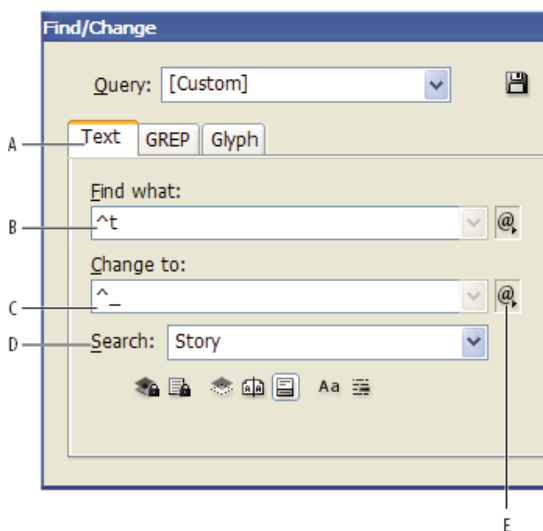 Find/Change
Query: [Custom]
A
Text GREP Glyph
Find what:
B
^t
@
Change to:
C
^_
@
D
Search: Story
Aa
E